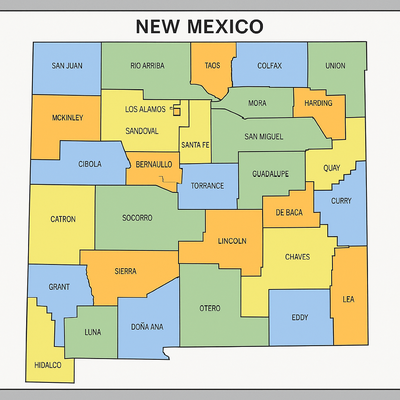 NEW MEXICO
SAN JUAN
RIO ARRIBA
TAOS
COLFAX
UNION
MCKINLEY
LOS ALAMOS
SANDOVAL
SANTA FE
MORA
HARDING
SAN MIGUEL
CIBOLA
BERNAULLO
TORRANCE
GUADALUPE
QUAY
CURRY
CATRON
SOCORRO
LINCOLN
DE BACA
CHAVES
SIERRA
GRANT
LUNA
DOÑA ANA
OTERO
EDDY
LEA
HIDALCO